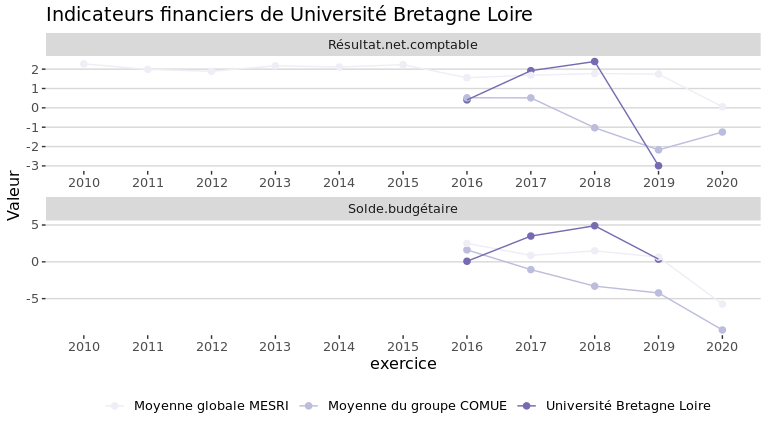 Indicateurs financiers de Université Bretagne Loire
Résultat.net.comptable
2
1
0
-1
-2
-3
2010 2011 2012 2013 2014 2015 2016 2017 2018 2019 2020
Valeur
Solde.budgétaire
5
0
-5
2010 2011 2012 2013 2014 2015 2016 2017 2018 2019 2020
exercice
Moyenne globale MESRI Moyenne du groupe COMUE Université Bretagne Loire